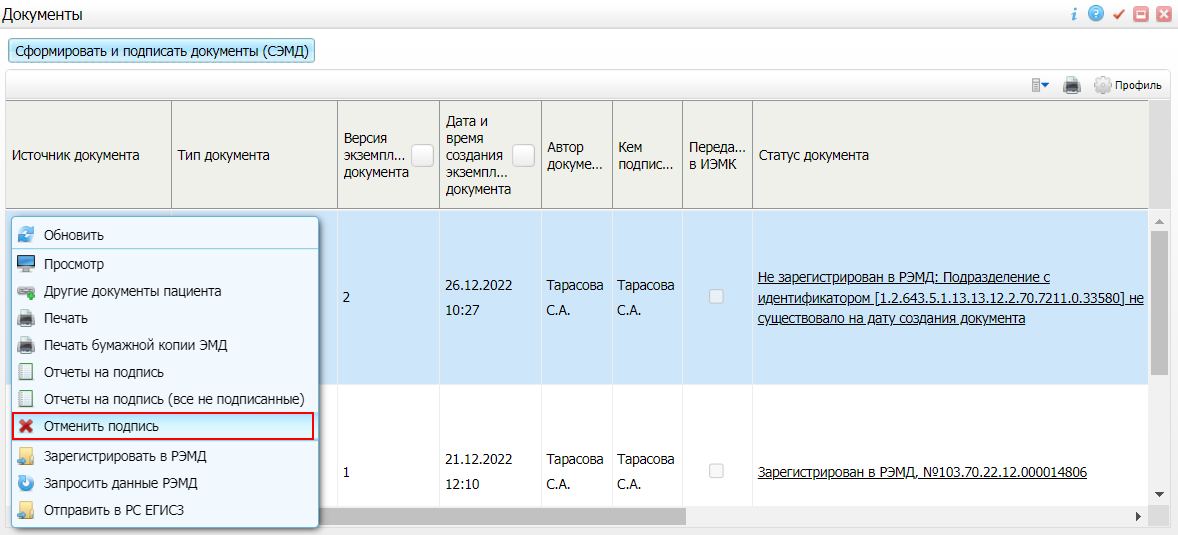 Документы
Сформировать и подписать документы (СЭМД)
Профиль
Источник документа
Тип документа
Версия
экземпл...
документа
Дата и
время
создания
экземпл...
документа
Автор
докуме...
Кем
подпис...
Переда...
в ИЭМК
Статус документа
Обновить
Просмотр
Другие документы пациента
Печать
Печать бумажной копии ЭМД
Отчеты на подпись
Отчеты на подпись (все не подписанные)
Отменить подпись
Зарегистрировать в РЭМД
Запросить данные РЭМД
Отправить в РС ЕГИСЗ
2
26.12.2022
10:27
Тарасова
С.А.
Тарасова
С.А.
Не зарегистрирован в РЭМД: Подразделение с
идентификатором [1.2.643.5.1.13.13.12.2.70.7211.0.33580] не
существовало на дату создания документа
1
21.12.2022
12:10
Тарасова
С.А.
Тарасова
С.А.
Зарегистрирован в РЭМД, №103.70.22.12.000014806